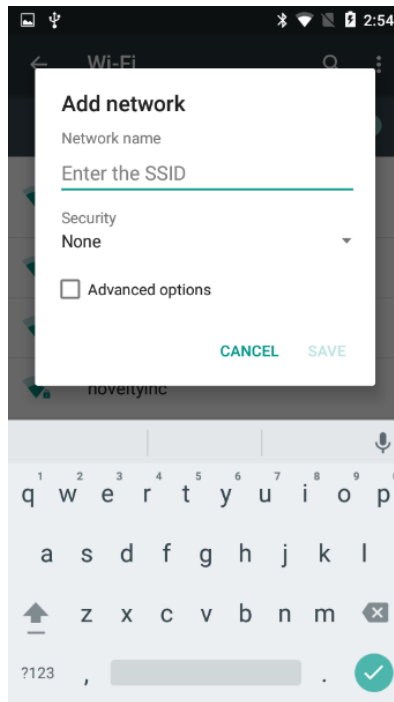 2:54
Wi-Fi
Add network
Network name
Enter the SSID
Security
None
Advanced options
CANCEL SAVE
noveltyinc
1 2 3 4 5 6 7 8 9
q w e r t y u i o p
a s d f g h j k l
z x c v b n m
?123 , .